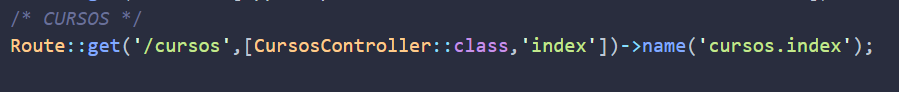 /* CURSOS */
Route::get('/cursos',[CursosController::class,'index'])->name('cursos.index');